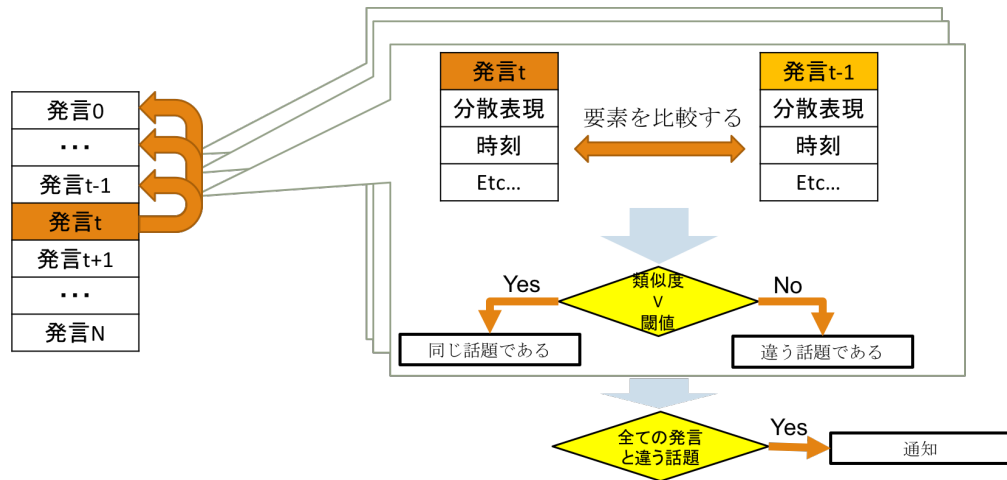 発言0
…
発言t-1
発言t
発言t+1
…
発言N
発言t
分散表現
時刻
Etc…
要素を比較する
発言t-1
分散表現
時刻
Etc…
類似度
∨
閾値
Yes
No
同じ話題である
違う話題である
全ての発言
と違う話題
Yes
通知